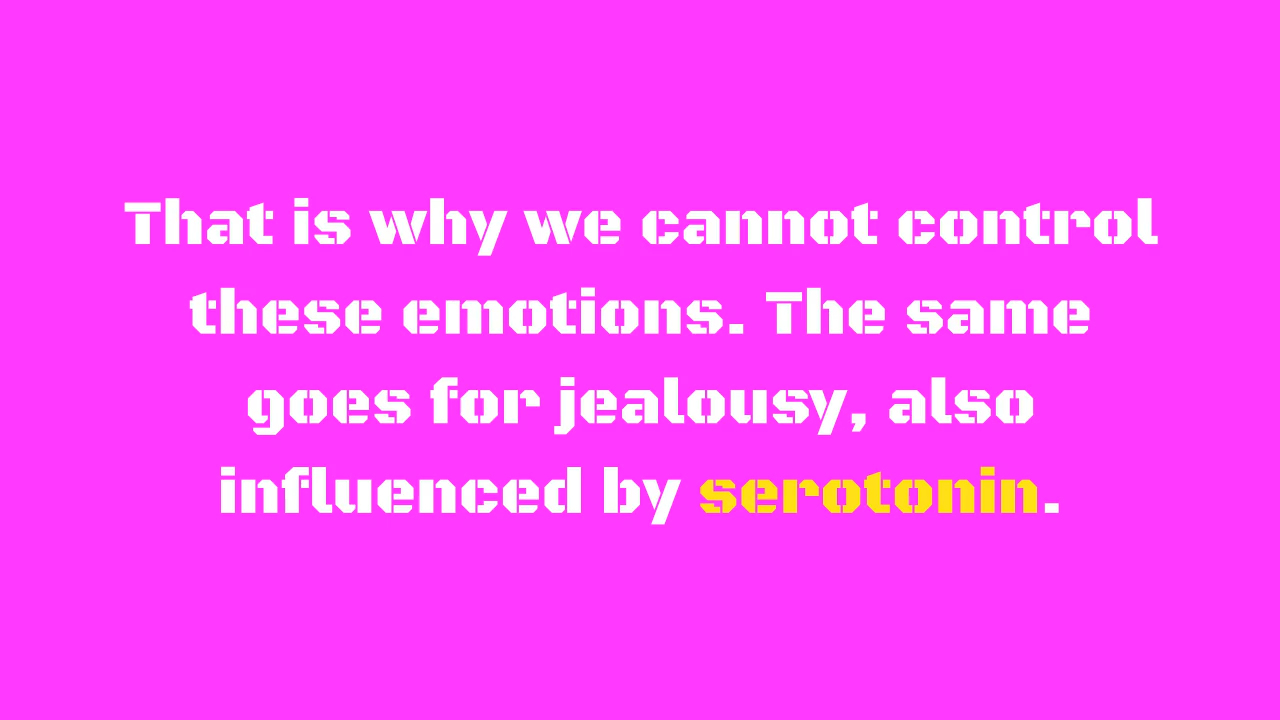 That is why we cannot control
these emotions. The same
goes for jealousy, also
influenced by serotonin.